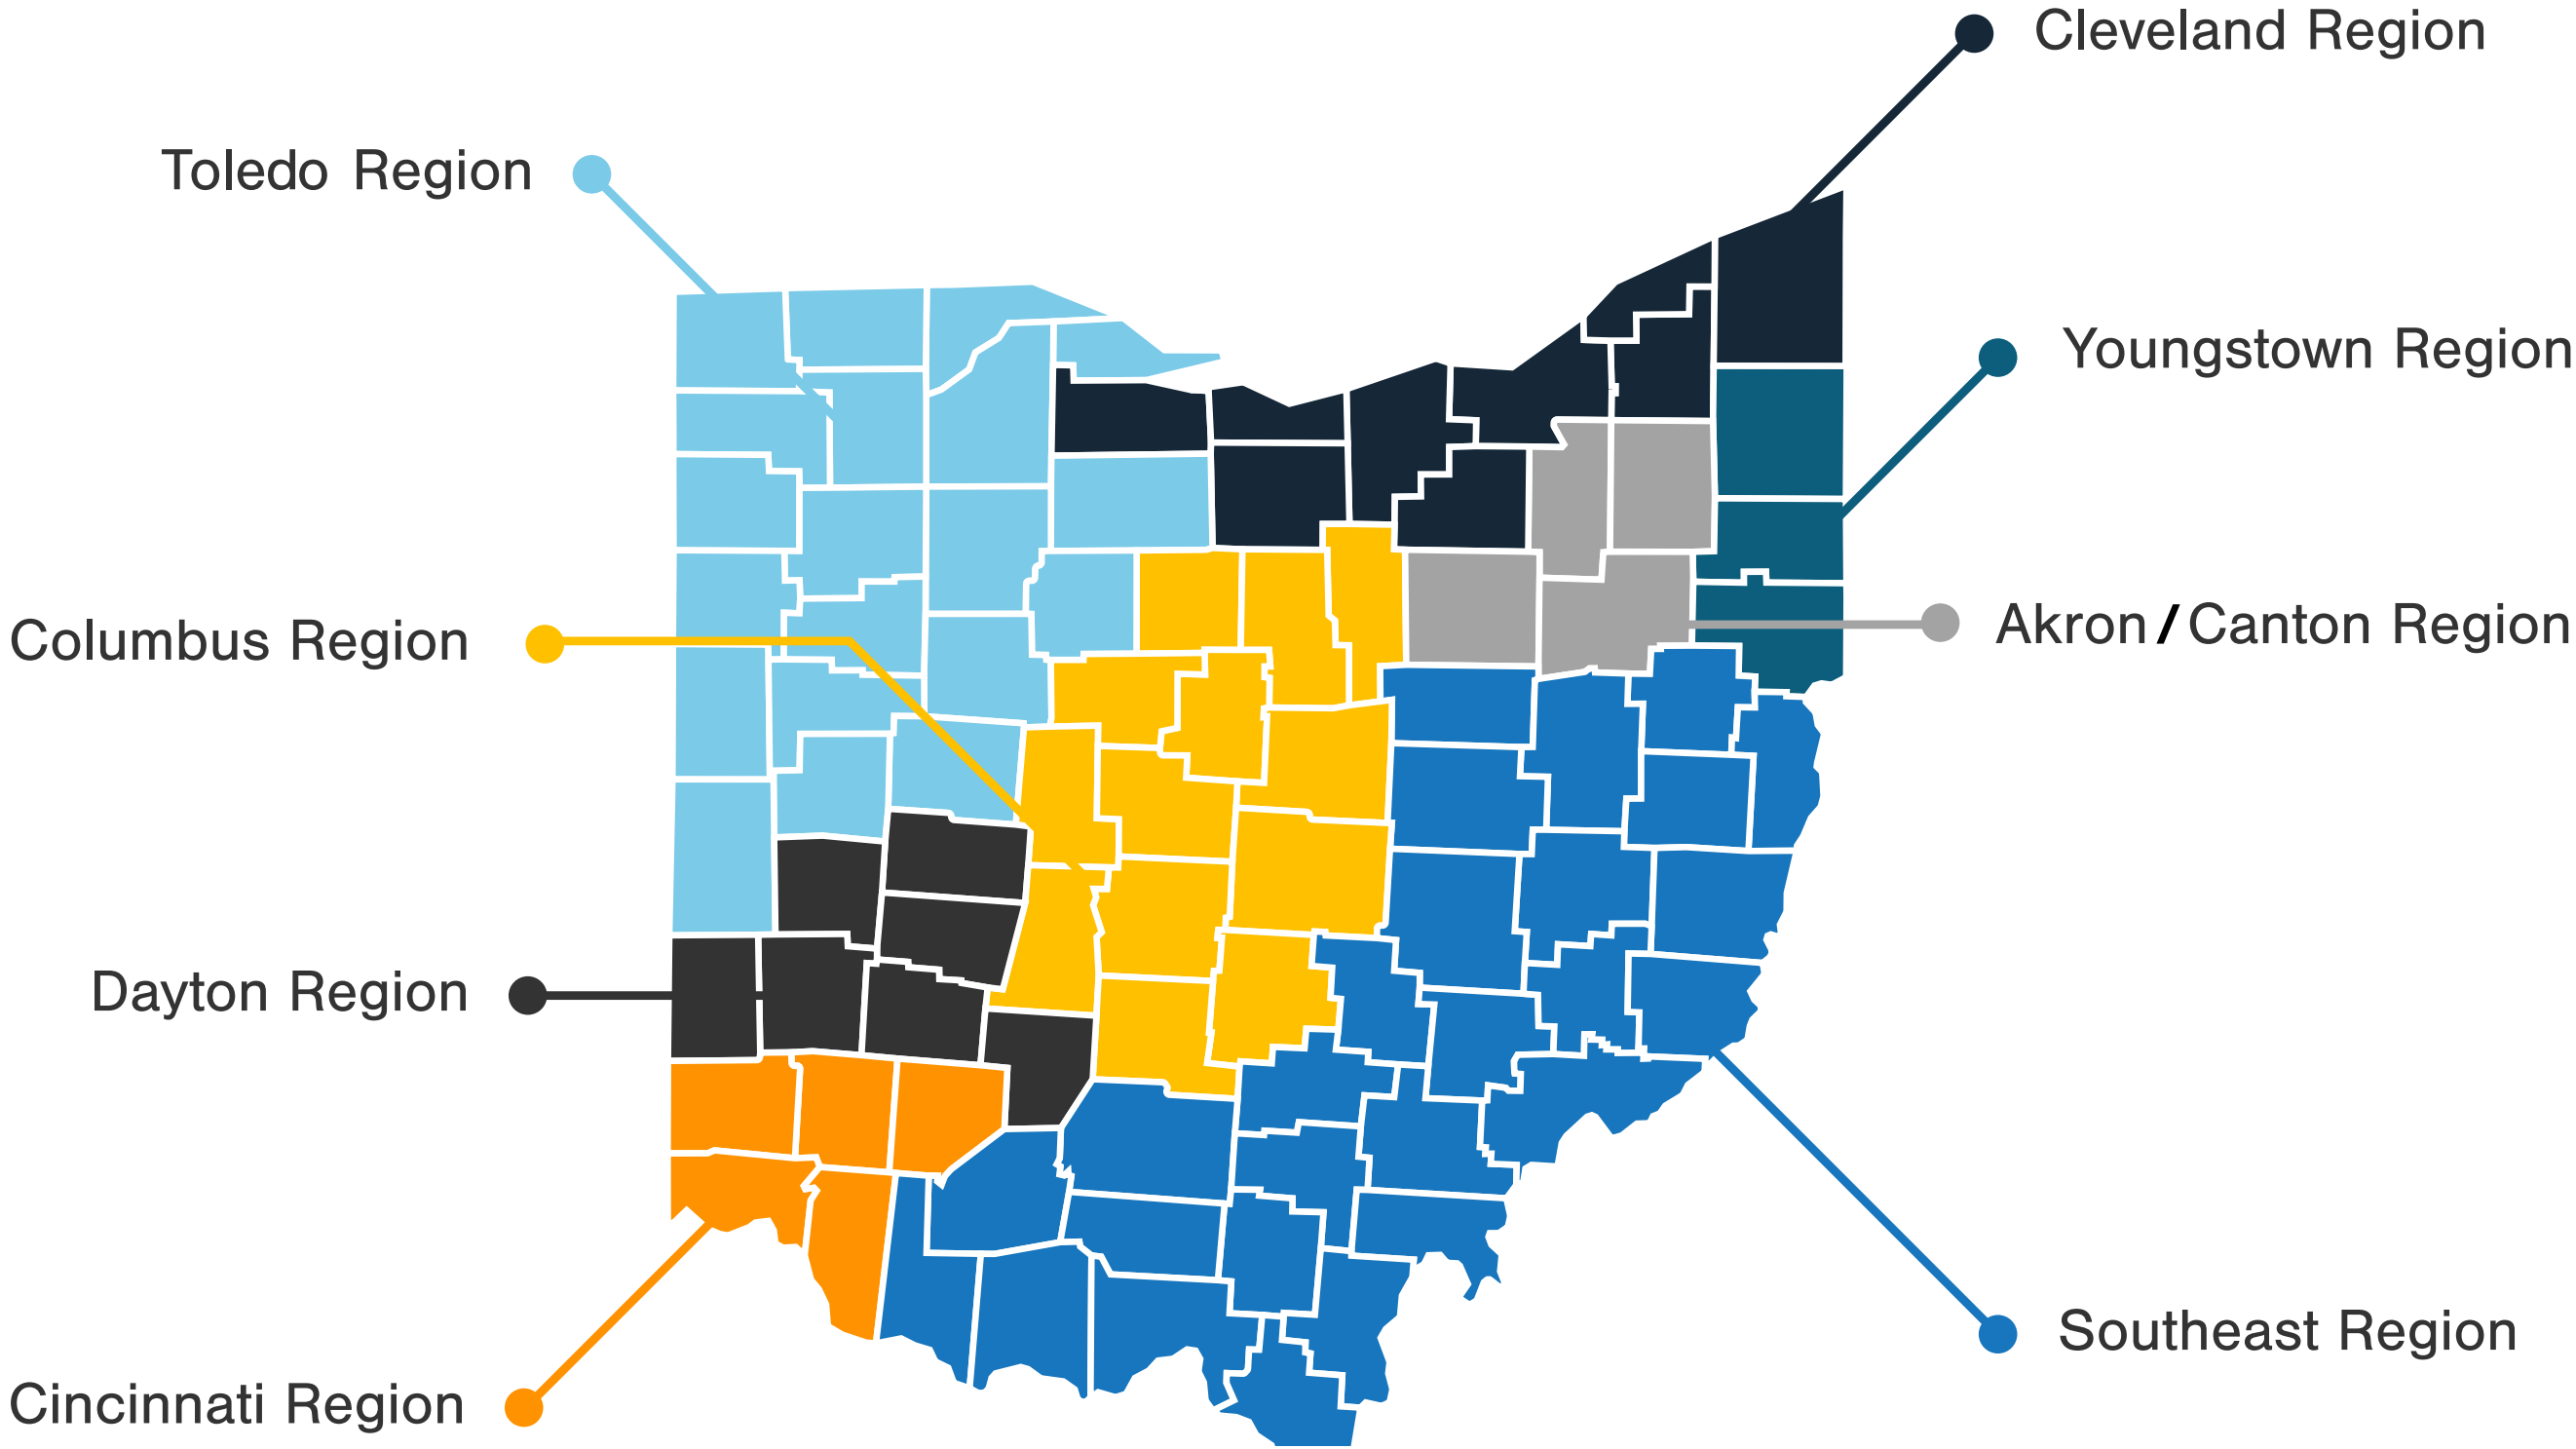 Cleveland Region
Toledo Region
Youngstown Region
Columbus Region
Akron / Canton Region
Dayton Region
Southeast Region
Cincinnati Region